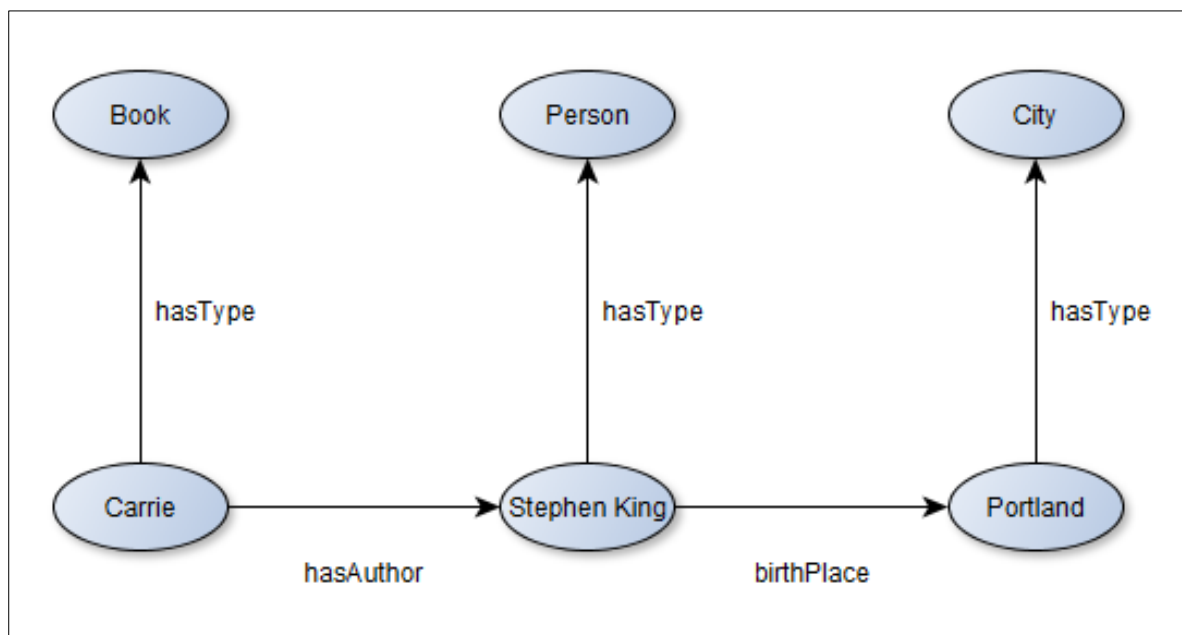 Book
Person
City
hasType
hasType
hasType
Carrie
Stephen King
Portland
hasAuthor
birthPlace